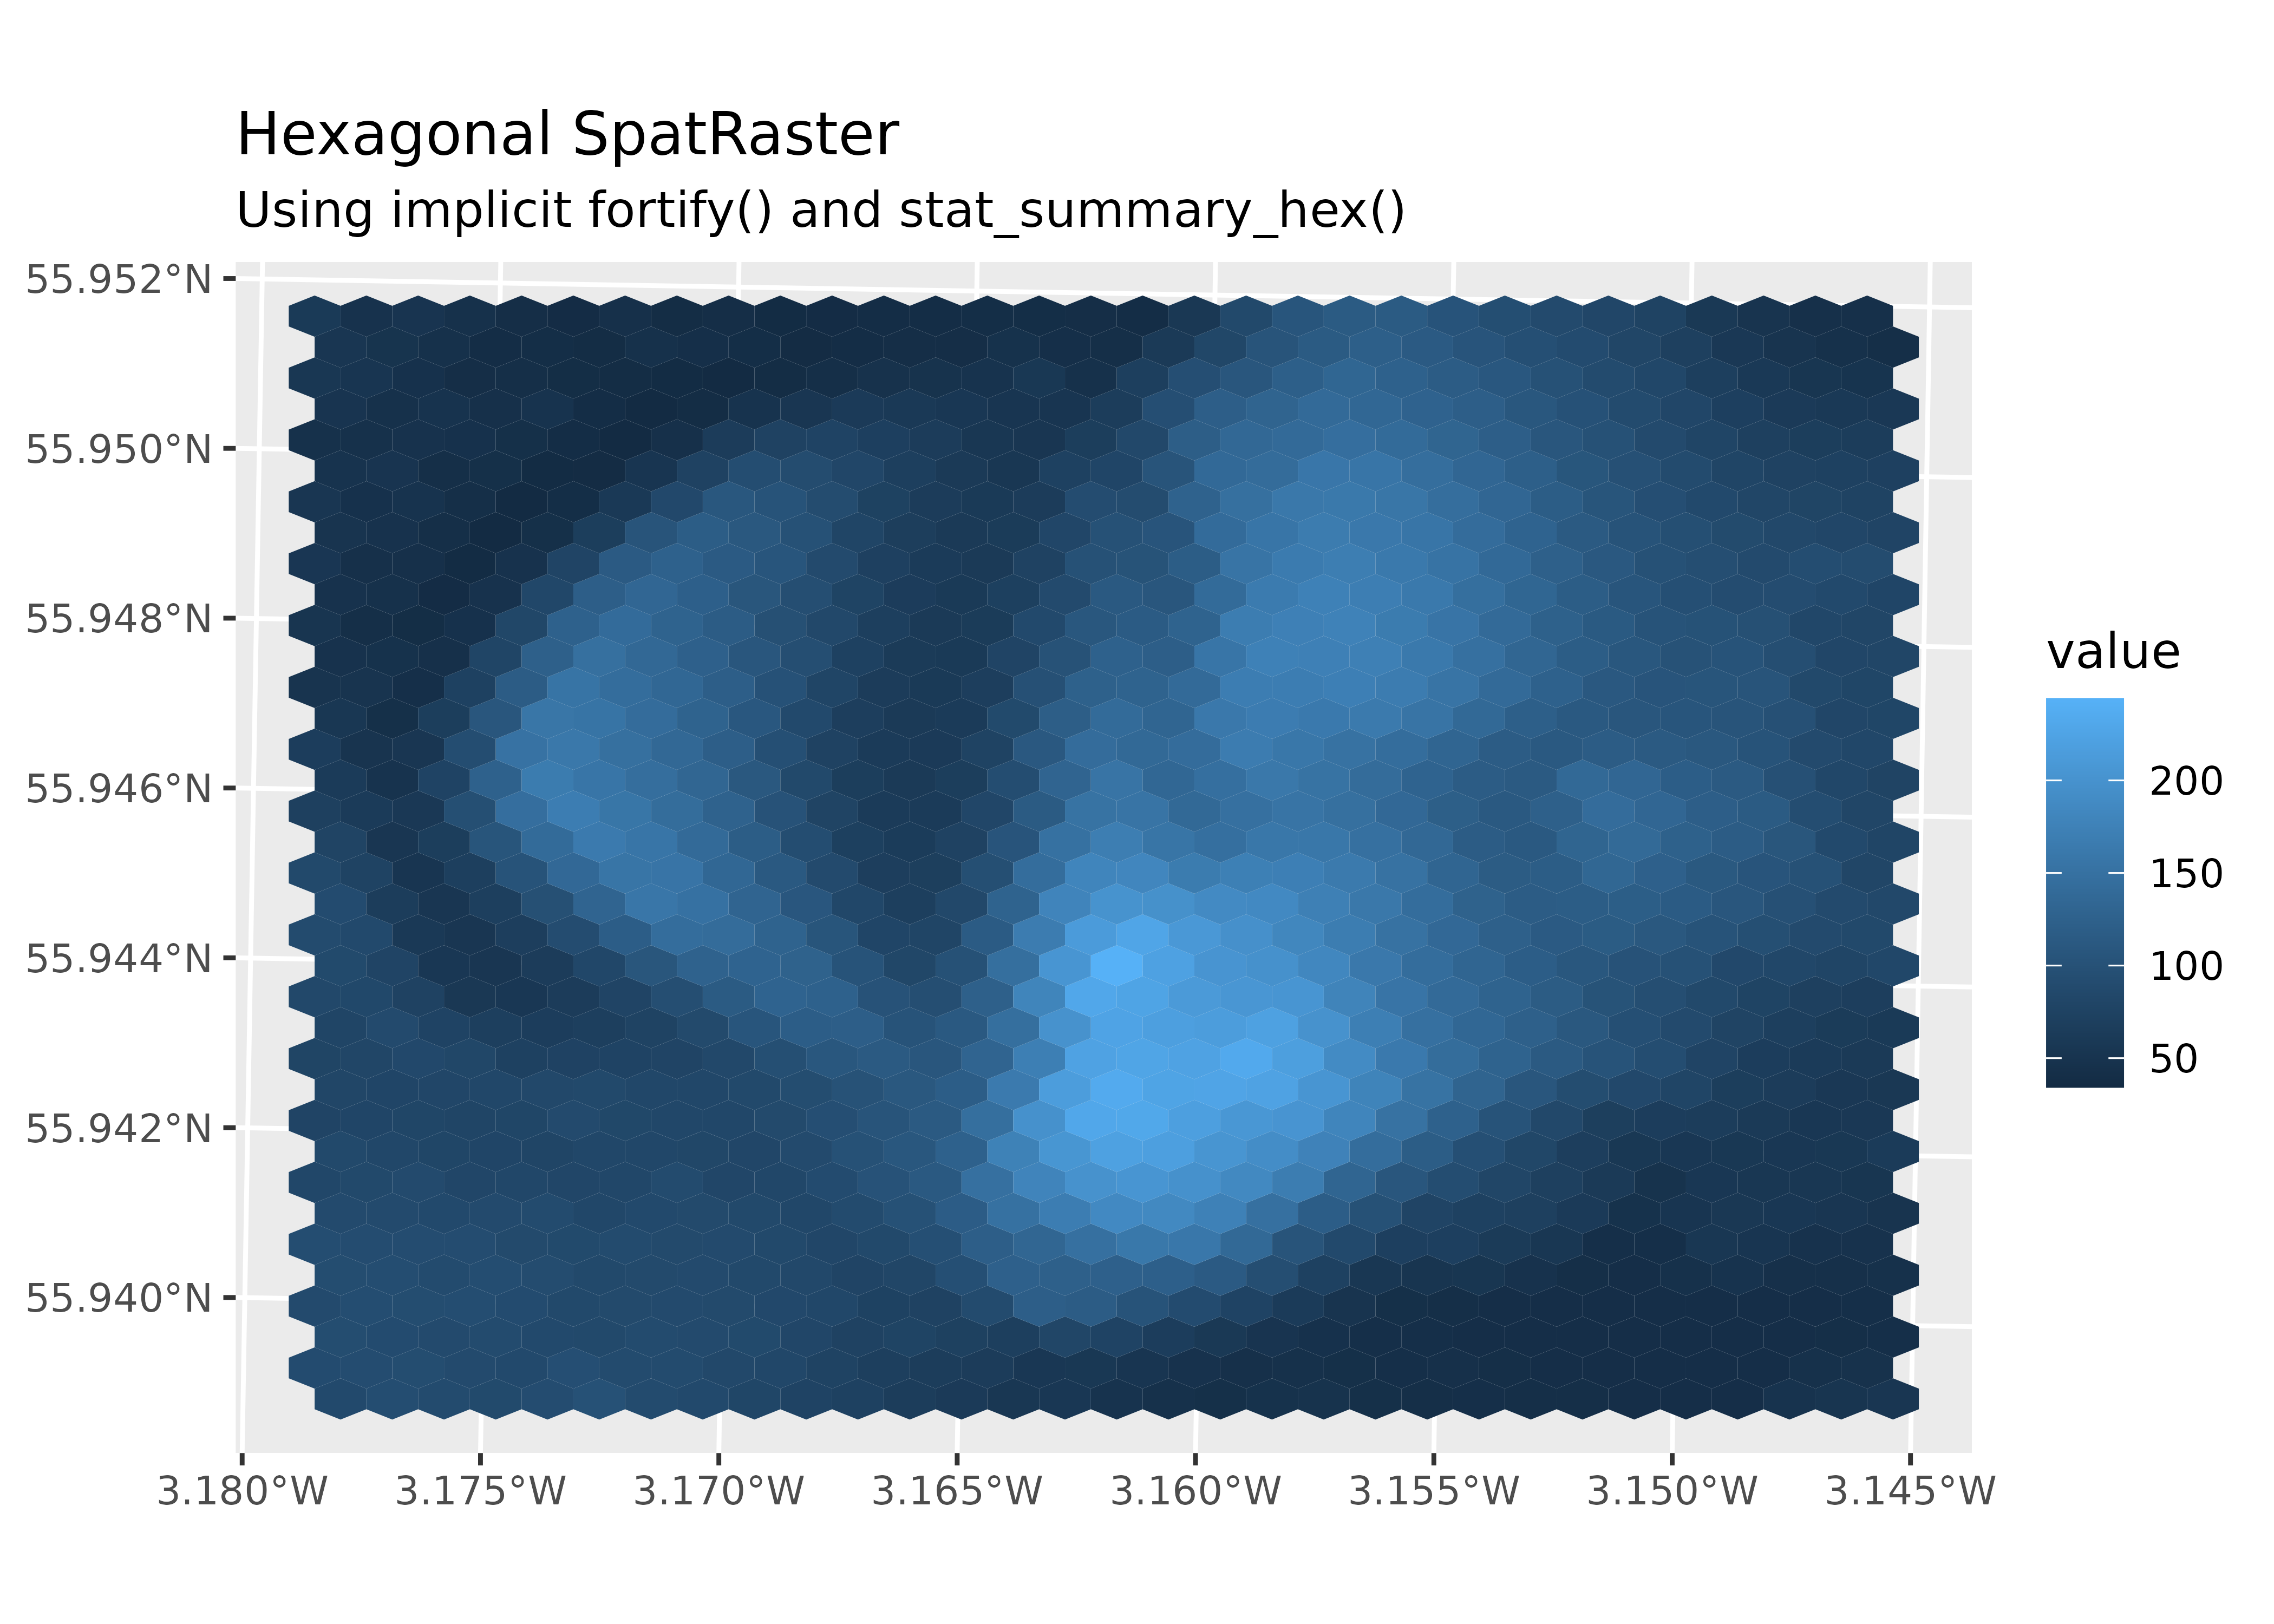 Hexagonal SpatRaster
Using implicit fortify() and stat_summary_hex()
55.952°N
55.950°N
55.948°N
55.946°N
55.944°N
55.942°N
55.940°N
3.180°W 3.175°W 3.170°W 3.165°W 3.160°W 3.155°W 3.150°W 3.145°W
value
200
150
100
50